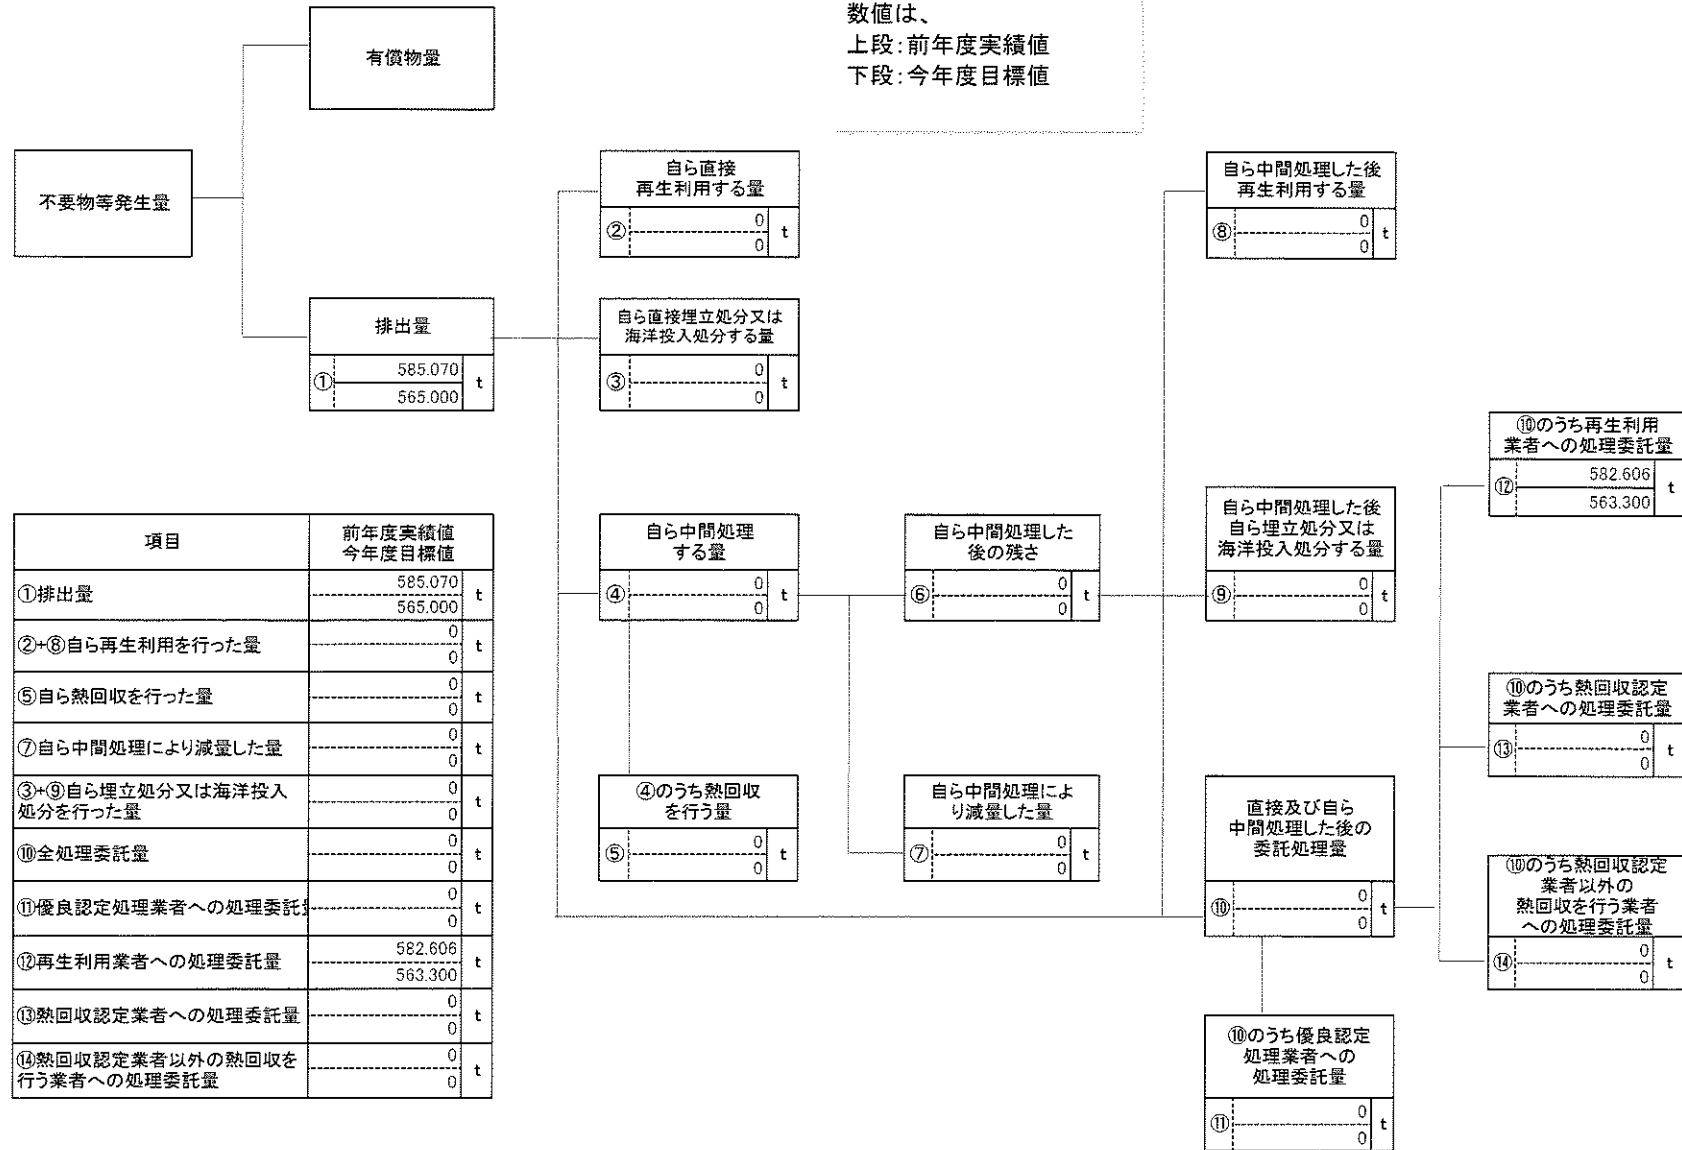 数値は、
上段：前年度実績値
下段：今年度目標値
有償物量
不要物等発生量
排出量
① 585.070 t
565.000
自ら直接
再生利用する量
② 0 t
0
自ら直接埋立処分又は
海洋投入処分する量
③ 0 t
0
自ら中間処理
する量
④ 0 t
0
④のうち熱回収
を行う量
⑤ 0 t
0
自ら中間処理した
後の残さ
⑥ 0 t
0
自ら中間処理によ
り減量した量
⑦ 0 t
0
自ら中間処理した後
再生利用する量
⑧ 0 t
0
自ら中間処理した後
自ら埋立処分又は
海洋投入処分する量
⑨ 0 t
0
直接及び自ら
中間処理した後の
委託処理量
⑩ 0 t
0
⑩のうち優良認定
処理業者への
処理委託量
⑪ 0 t
0
⑩のうち再生利用
業者への処理委託量
⑫ 582.606 t
563.300
⑩のうち熱回収認定
業者への処理委託量
⑬ 0 t
0
⑩のうち熱回収認定
業者以外の
熱回収を行う業者
への処理委託量
⑭ 0 t
0
項目 前年度実績値
今年度目標値
①排出量 585.070 t
565.000
②+⑧自ら再生利用を行った量 0 t
0
⑤自ら熱回収を行った量 0 t
0
⑦自ら中間処理により減量した量 0 t
0
③+⑨自ら埋立処分又は海洋投入
処分を行った量 0 t
0
⑩全処理委託量 0 t
0
⑪優良認定処理業者への処理委託 0 t
0
⑫再生利用業者への処理委託量 582.606 t
563.300
⑬熱回収認定業者への処理委託量 0 t
0
⑭熱回収認定業者以外の熱回収を
行う業者への処理委託量 0 t
0